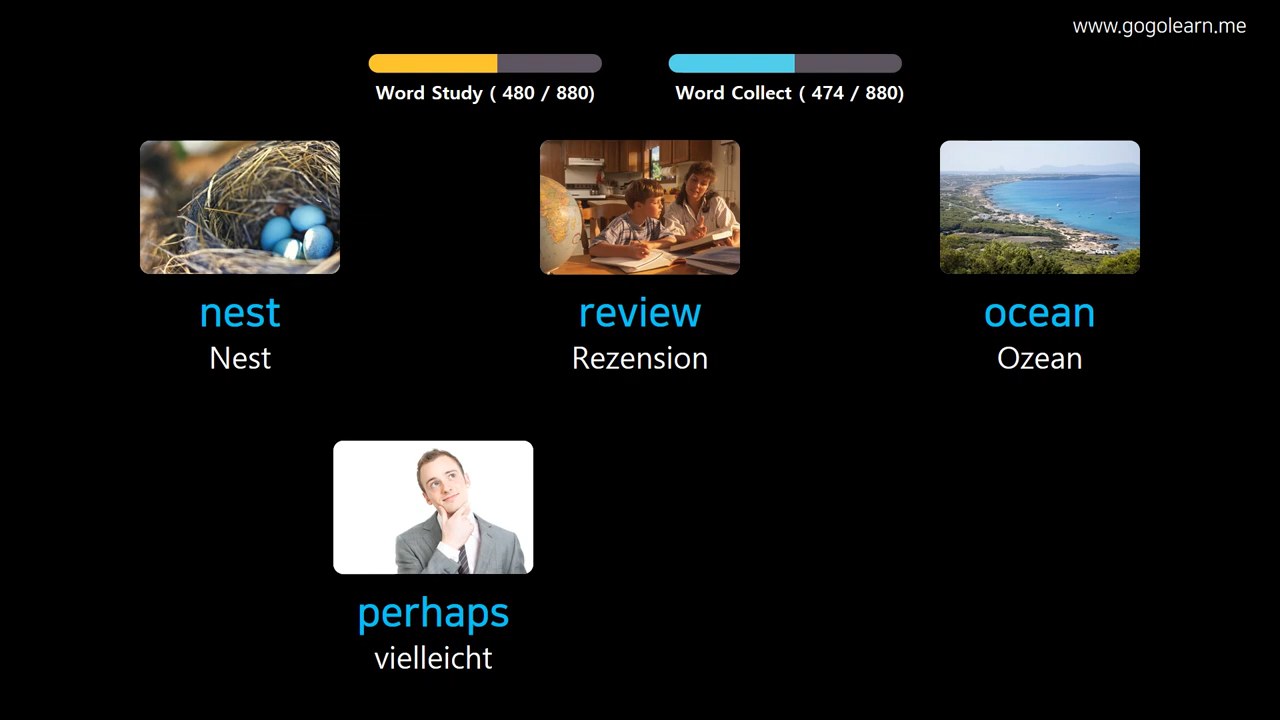 www.gogolearn.me
Word Study ( 480 / 880)
Word Collect ( 474 / 880)
nest
Nest
review
Rezension
ocean
Ozean
perhaps
vielleicht